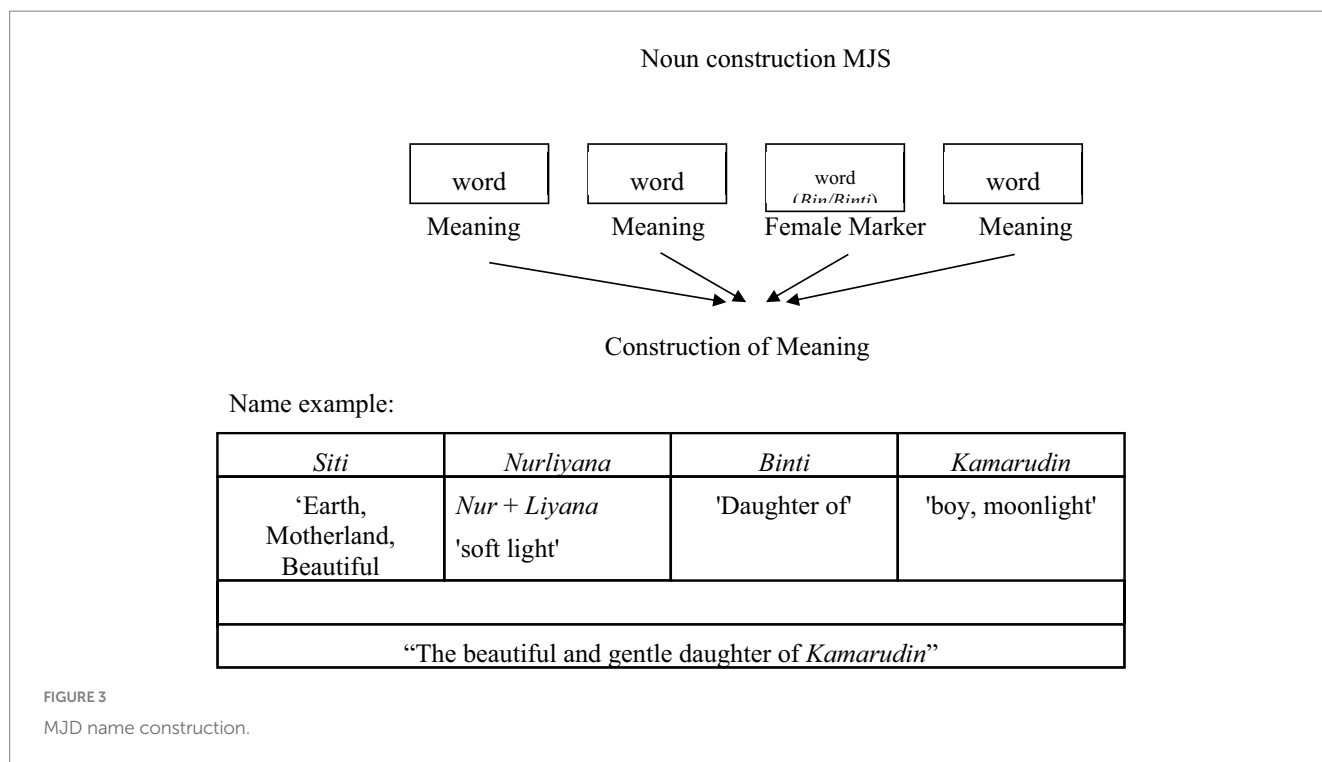 Noun construction MJS
word word word word
(Bin/Binti)
Meaning Meaning Female Marker Meaning
Construction of Meaning
Name example:
Siti Nurliyana Binti Kamarudin
‘Earth, Nur + Liyana 'Daughter of' 'boy, moonlight'
Motherland, 'soft light'
Beautiful
“The beautiful and gentle daughter of Kamarudin”
FIGURE 3
MJD name construction.